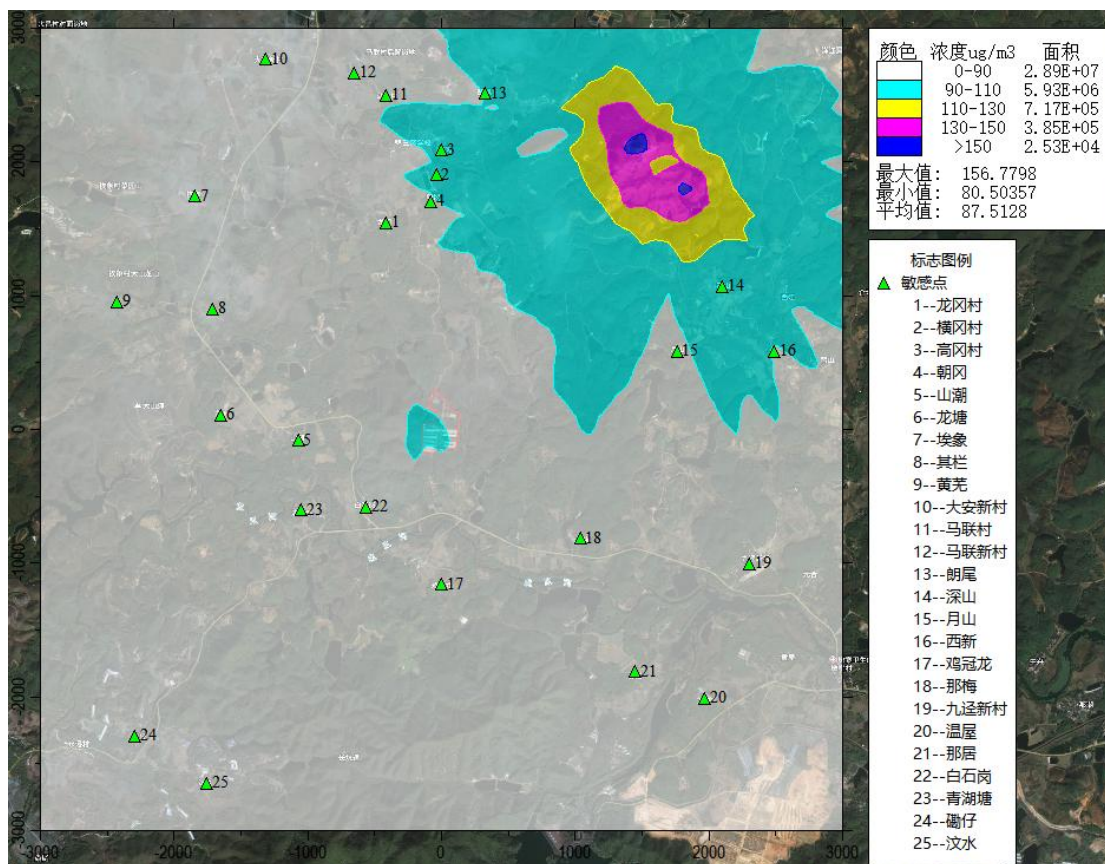 颜色 浓度ug/m3 面积
0-90 2.89E+07
90-110 5.93E+06
110-130 7.17E+05
130-150 3.85E+05
>150 2.53E+04
最大值: 156.7798
最小值: 80.50357
平均值: 87.5128
标志图例
敏感点
1--龙冈村
2--横冈村
3--高冈村
4--朝冈
5--山潮
6--龙塘
7--埃象
8--其栏
9--黄芜
10--大安新村
11--马联村
12--马联新村
13--朗尾
14--深山
15--月山
16--西新
17--鸡冠龙
18--那梅
19--九迳新村
20--温屋
21--那居
22--白石岗
23--青湖塘
24--磡仔
25--汶水
3000
2000
1000
0
-1000
-2000
-3000
-3000 -2000 -1000 0 1000 2000 3000
10
12
11
13
3
2
4
1
7
9
8
14
15
16
6
5
23
22
18
19
17
21
20
24
25